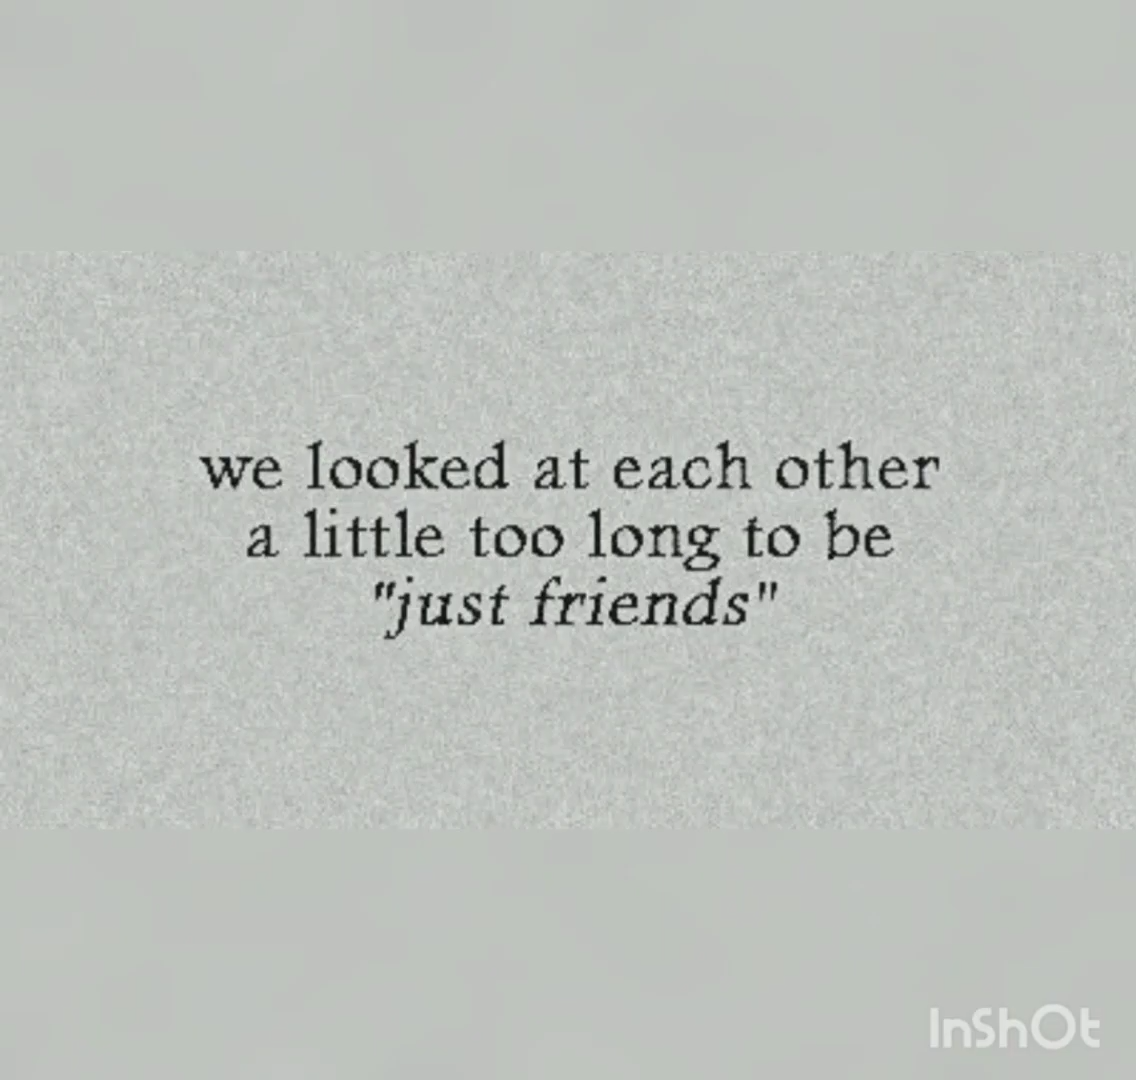 we looked at each other
a little too long to be
"just friends"
InShOt